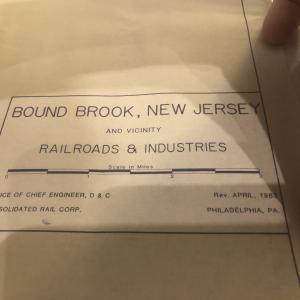 BOUND BROOK, NEW JERSEY
AND VICINITY
RAILROADS & INDUSTRIES
Scale in Miles
ICE OF CHIEF ENGINEER, D & C
Rev. APRIL,
SOLIDATED RAIL CORP.
PHILADELPHIA, PA.